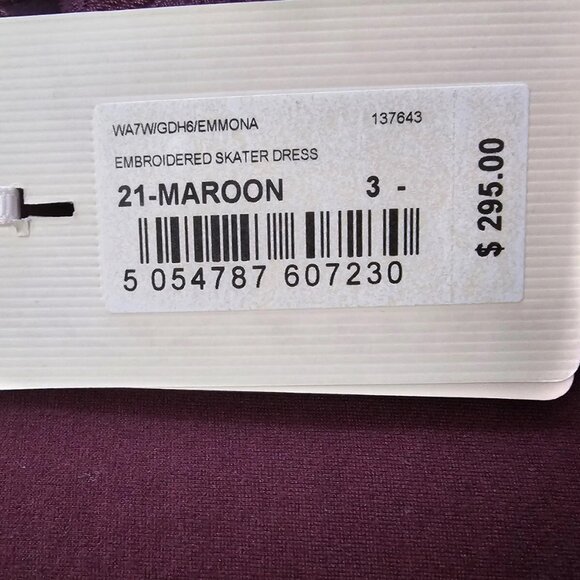 WA7W/GDH6/EMMONA 137643
EMBROIDERED SKATER DRESS
21-MAROON 3 -
5 054787 607230
$ 295.00